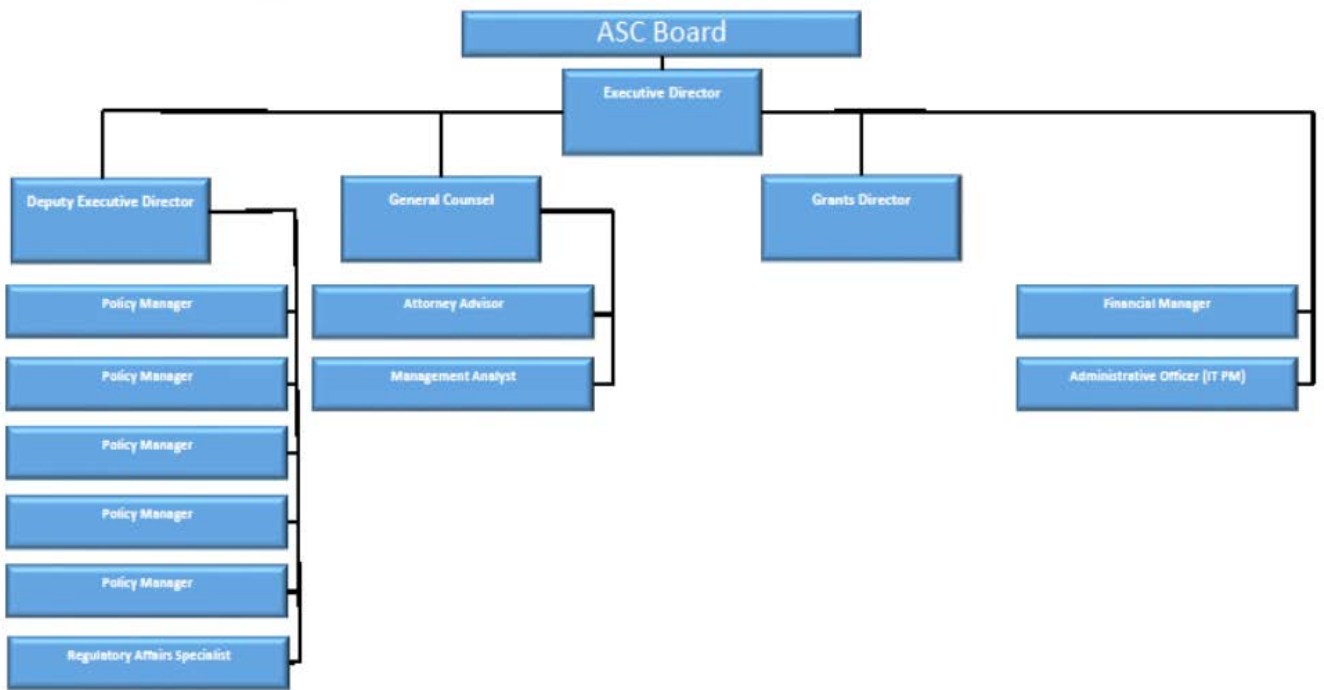 ASC Board
Executive Director
Deputy Executive Director
General Counsel
Grants Director
Policy Manager
Attorney Advisor
Financial Manager
Policy Manager
Management Analyst
Administrative Officer (IT PM)
Policy Manager
Policy Manager
Policy Manager
Regulatory Affairs Specialist